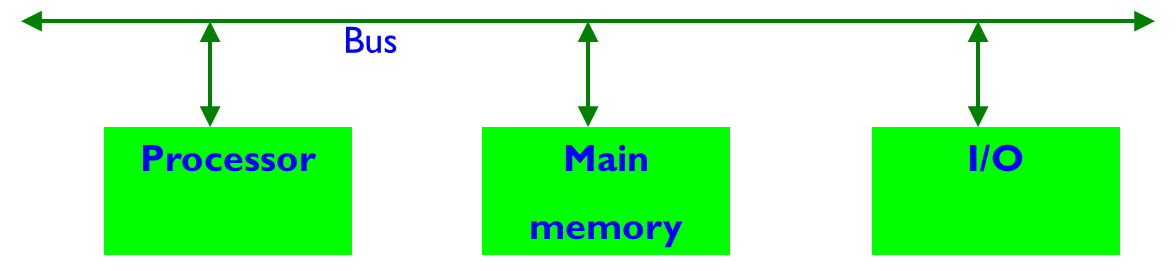 Bus
Processor
Main
memory
I/O